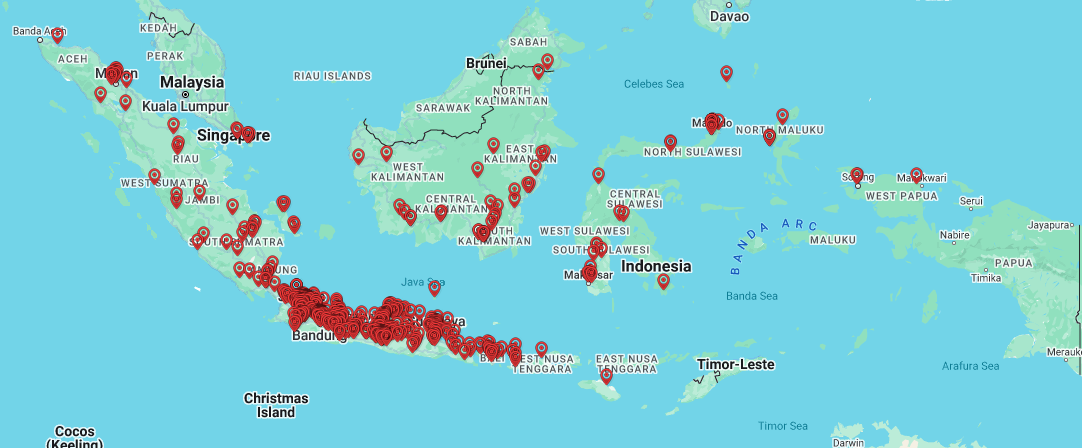 Davao
Banda Aceh
KEDAH
SABAH
ACEH
PERAK
Brunei
Medan
Malaysia
RIAU ISLANDS
Celebes Sea
NORTH
KALIMANTAN
Kuala Lumpur
SARAWAK
Singapore
NORTH MALUKU
NORTH SULAWESI
EAST
KALIMANTAN
RIAU
WEST
KALIMANTAN
Sorong
Manokwari
WEST SUMATRA
WEST PAPUA
JAMBI
CENTRAL
KALIMANTAN
CENTRAL
SULAWESI
Serui
BANDA ARC
Jayapura
WEST SULAWESI
SOUTH
KALIMANTAN
SOUTH SUMATRA
MALUKU
Nabire
SULAWESI
Indonesia
PAPUA
Makassar
Timika
Java Sea
Banda Sea
Bandung
WEST NUSA
TENGGARA
EAST NUSA
TENGGARA
Timor-Leste
Merauke
Arafura Sea
Christmas
Island
Timor Sea
Cocos
(Keeling)
Darwin